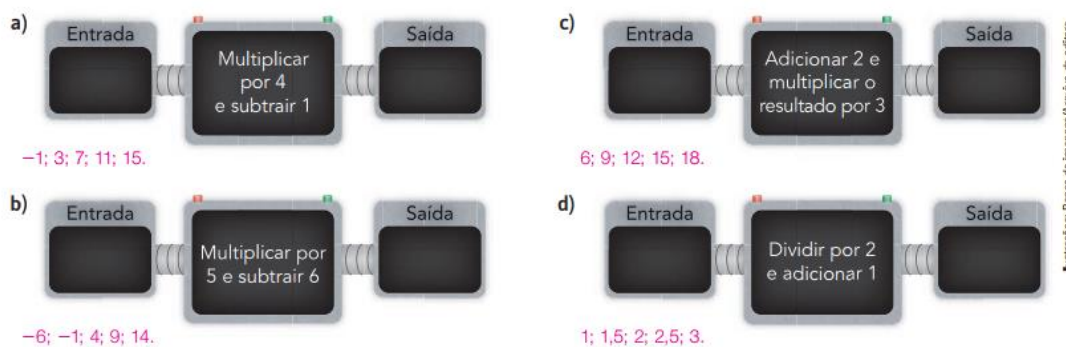 a)
Entrada
Multiplicar
por 4
e subtrair 1
Saída
−1; 3; 7; 11; 15.
b)
Entrada
Multiplicar por
5 e subtrair 6
Saída
−6; −1; 4; 9; 14.
c)
Entrada
Adicionar 2 e
multiplicar o
resultado por 3
Saída
6; 9; 12; 15; 18.
d)
Entrada
Dividir por 2
e adicionar 1
Saída
1; 1,5; 2; 2,5; 3.